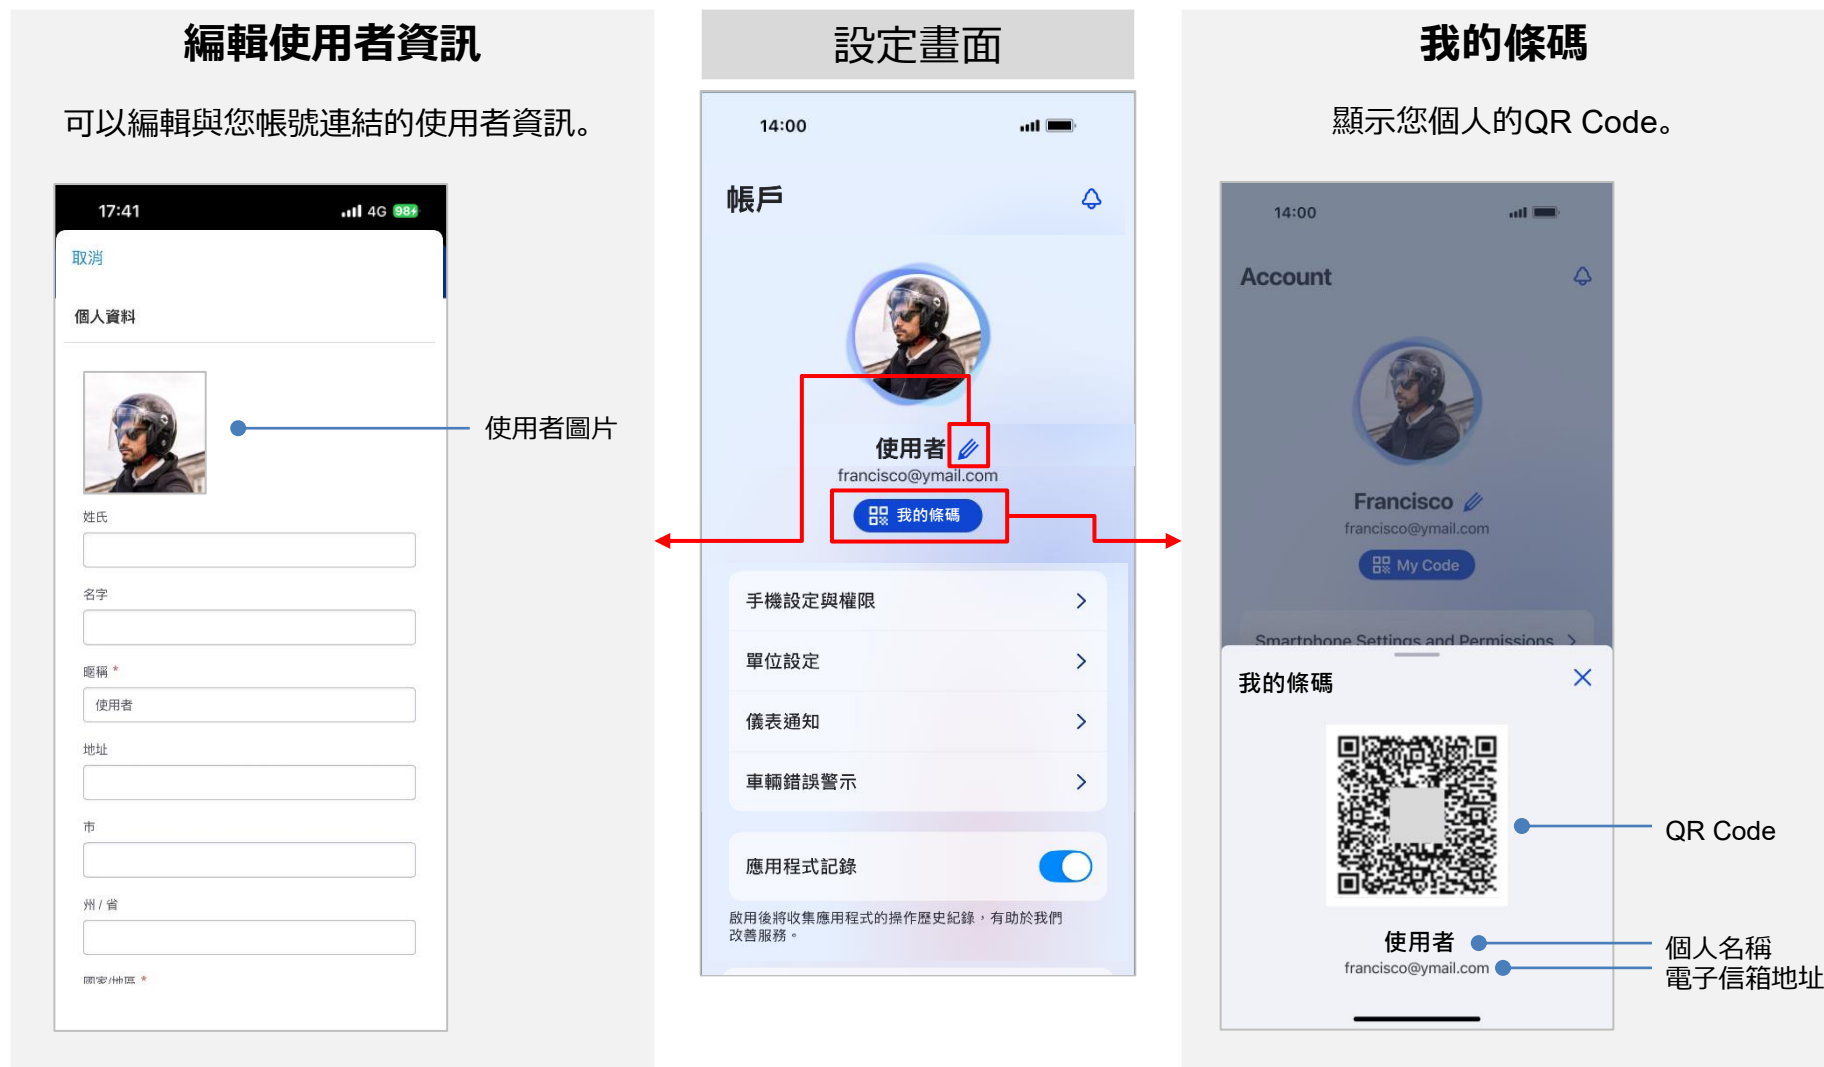 編輯使用者資訊
可以編輯與您帳號連結的使用者資訊。
17:41
4G
98
取消
個人資料
使用者圖片
姓氏
名字
暱稱 *
使用者
地址
市
州 / 省
國家/地區 *
設定畫面
14:00
帳戶
使用者
francisco@ymail.com
我的條碼
手機設定與權限
單位設定
儀表通知
車輛錯誤警示
應用程式記錄
啟用後將收集應用程式的操作歷史紀錄，有助於我們
改善服務。
我的條碼
顯示您個人的QR Code。
14:00
Account
Francisco
francisco@ymail.com
My Code
Smartphone Settings and Permissions
我的條碼
QR Code
使用者
個人名稱
francisco@ymail.com
電子信箱地址